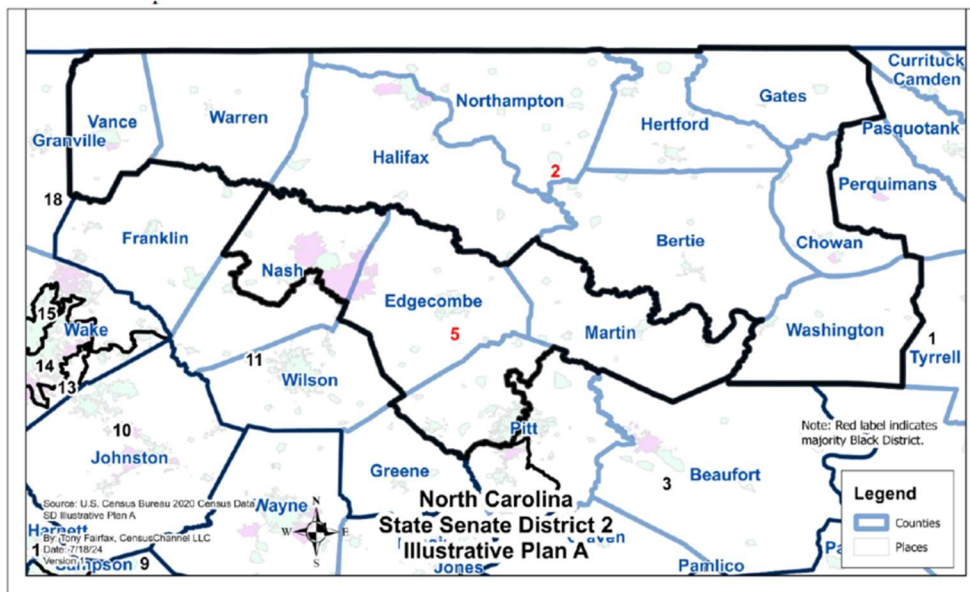 Currituck
Camden
Gates
Northampton
Vance
Warren
Hertford
Pasquotank
Granville
Halifax
2
Perquimans
18
Franklin
Bertie
Chowan
Nash
Edgecombe
15
Wake
5
Martin
Washington
1
Tyrrell
11
14
Wilson
13
10
Pitt
Note: Red label indicates
majority Black District.
Johnston
Greene
Beaufort
3
Legend
Counties
Places
Source: U.S. Census Bureau 2020 Census Data
SD Illustrative Plan A
Wayne
N
W E
S
North Carolina
State Senate District 2
Illustrative Plan A
Harnett
By: Tony Fairfax, CensusChannel LLC
Date: 7/18/24
Version 1
1
Sampson
9
Jones
Pamlico
Pa